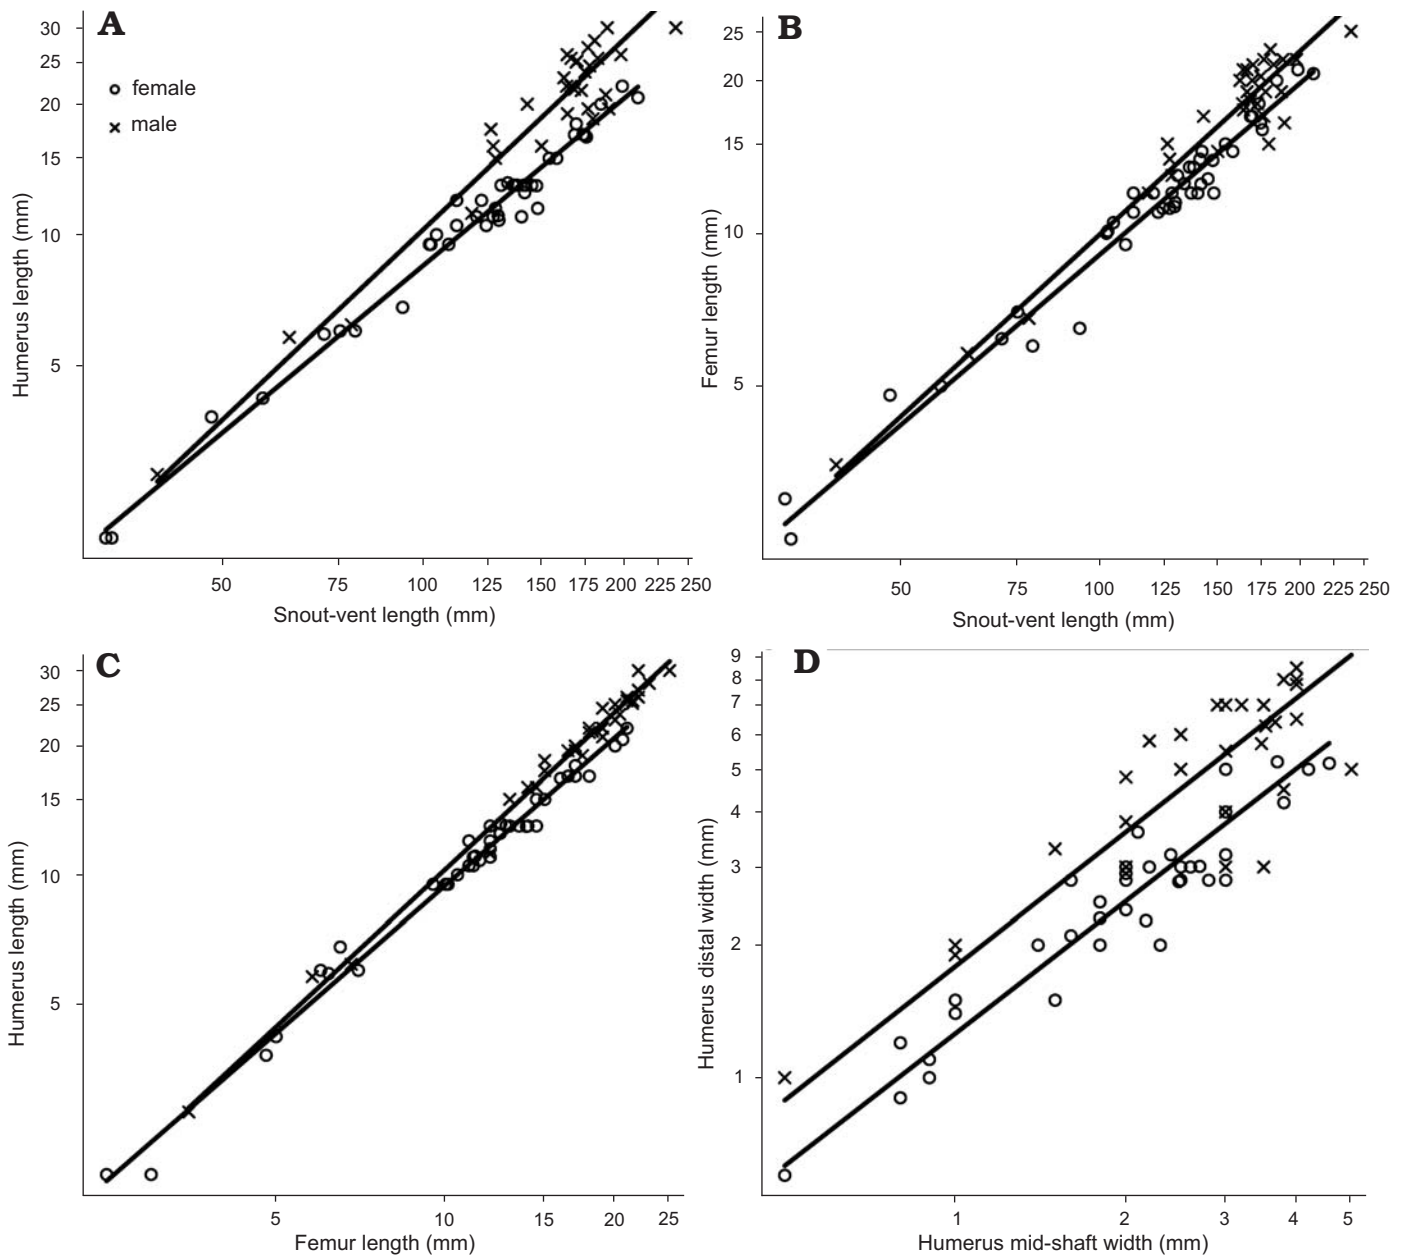 A
30
25
20
15
10
5
female
male
Humerus length (mm)
50 75 100 125 150 175 200 225 250
Snout-vent length (mm)
B
25
20
15
10
5
Femur length (mm)
50 75 100 125 150 175 200 225 250
Snout-vent length (mm)
C
30
25
20
15
10
5
Humerus length (mm)
5 10 15 20 25
Femur length (mm)
D
9
8
7
6
5
4
3
2
1
Humerus distal width (mm)
1 2 3 4 5
Humerus mid-shaft width (mm)